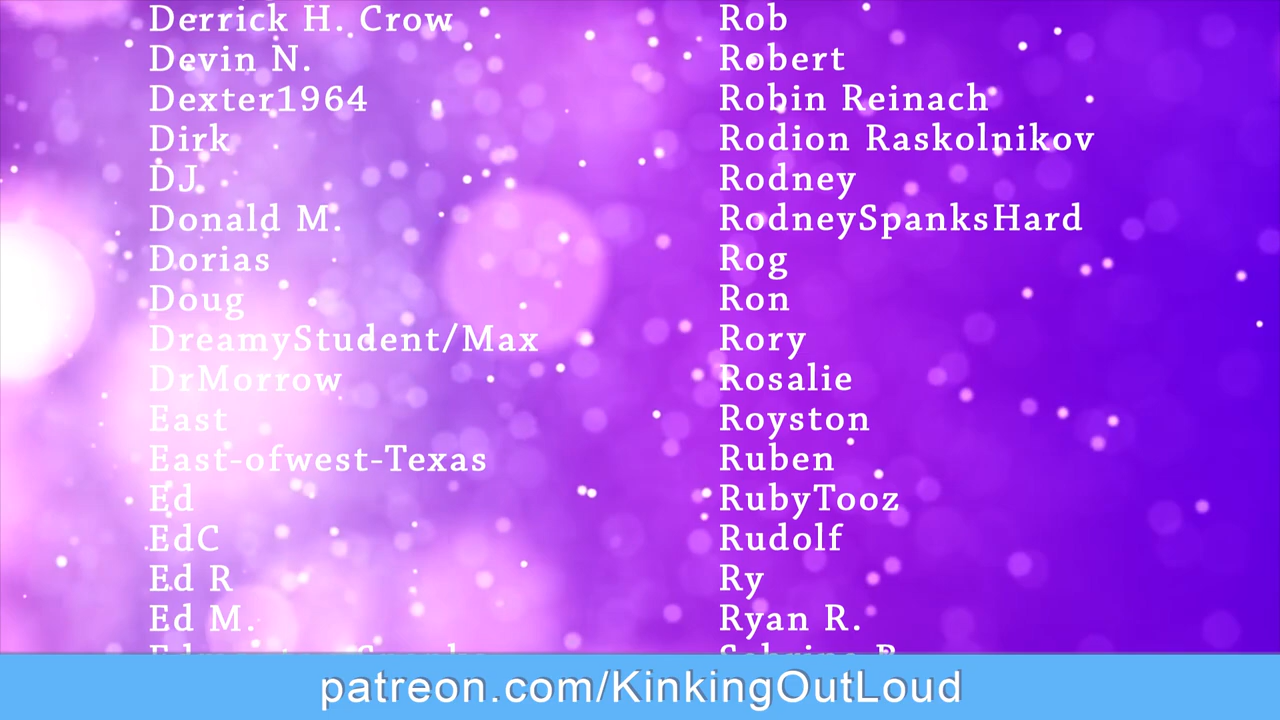 Derrick H. Crow
Devin N.
Dexter1964
Dirk
DJ
Donald M.
Dorias
Doug
DreamyStudent/Max
DrMorrow
East
East-ofwest-Texas
Ed
EdC
Ed R
Ed M.
Rob
Robert
Robin Reinach
Rodion Raskolnikov
Rodney
RodneySpanksHard
Rog
Ron
Rory
Rosalie
Royston
Ruben
RubyTooz
Rudolf
Ry
Ryan R.
patreon.com/KinkingOutLoud